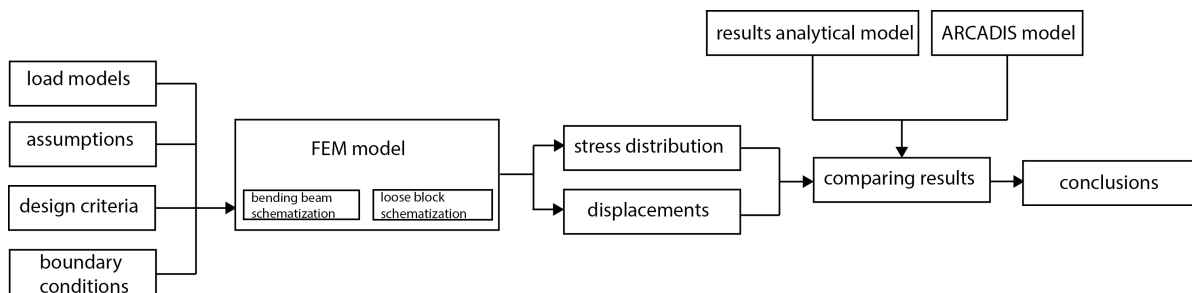 results analytical model
ARCADIS model
load models
assumptions
design criteria
boundary
conditions
FEM model
bending beam
schematization
loose block
schematization
stress distribution
displacements
comparing results
conclusions